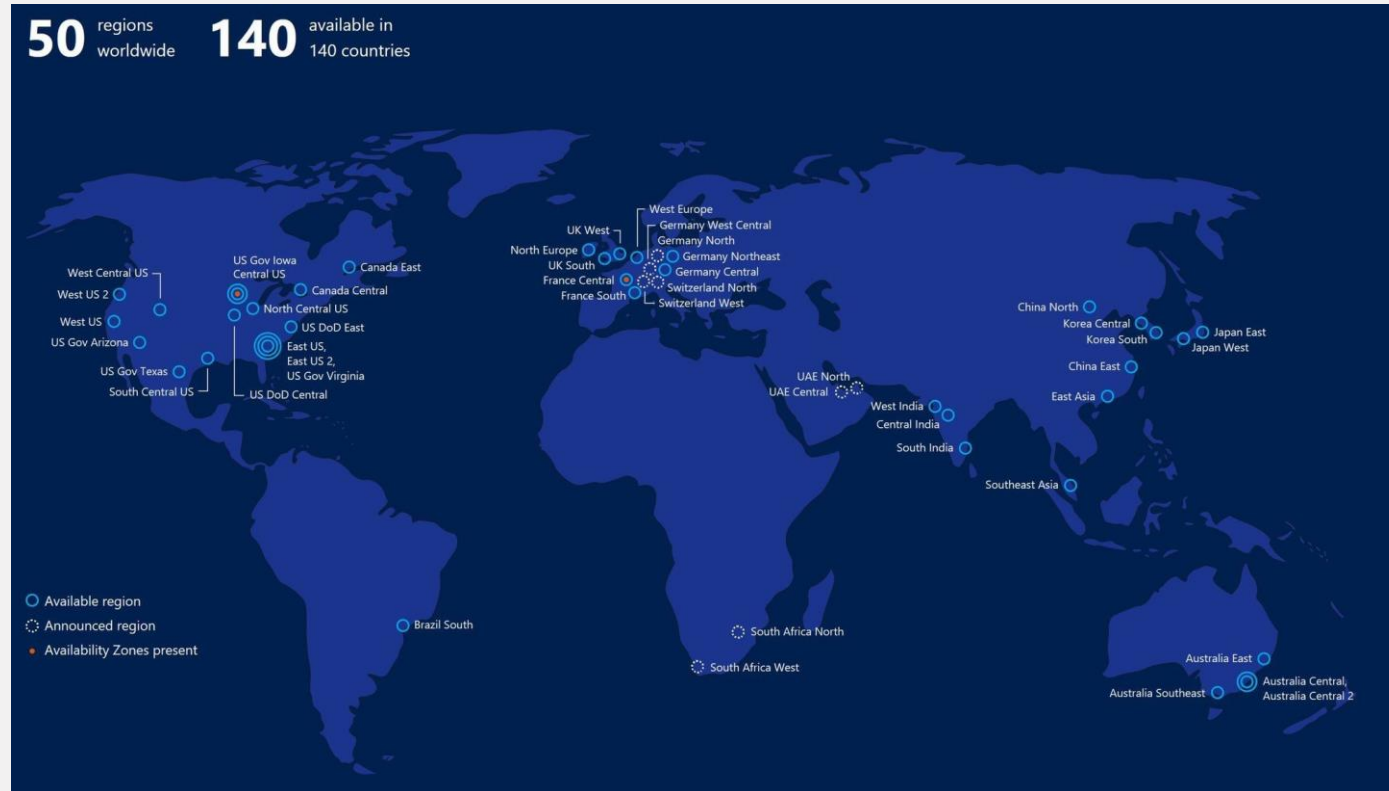 50 regions worldwide
140 available in 140 countries
West Europe
Germany West Central
UK West
Germany North
North Europe
Germany Northeast
UK South
Germany Central
France Central
Switzerland North
France South
Switzerland West
US Gov Iowa
Central US
West Central US
Canada East
West US 2
Canada Central
North Central US
West US
US DoD East
US Gov Arizona
East US,
East US 2,
US Gov Virginia
US Gov Texas
South Central US
US DoD Central
China North
Korea Central
Korea South
Japan East
Japan West
China East
UAE North
UAE Central
East Asia
West India
Central India
South India
Southeast Asia
Available region
Announced region
Availability Zones present
Brazil South
South Africa North
South Africa West
Australia East
Australia Central,
Australia Central 2
Australia Southeast